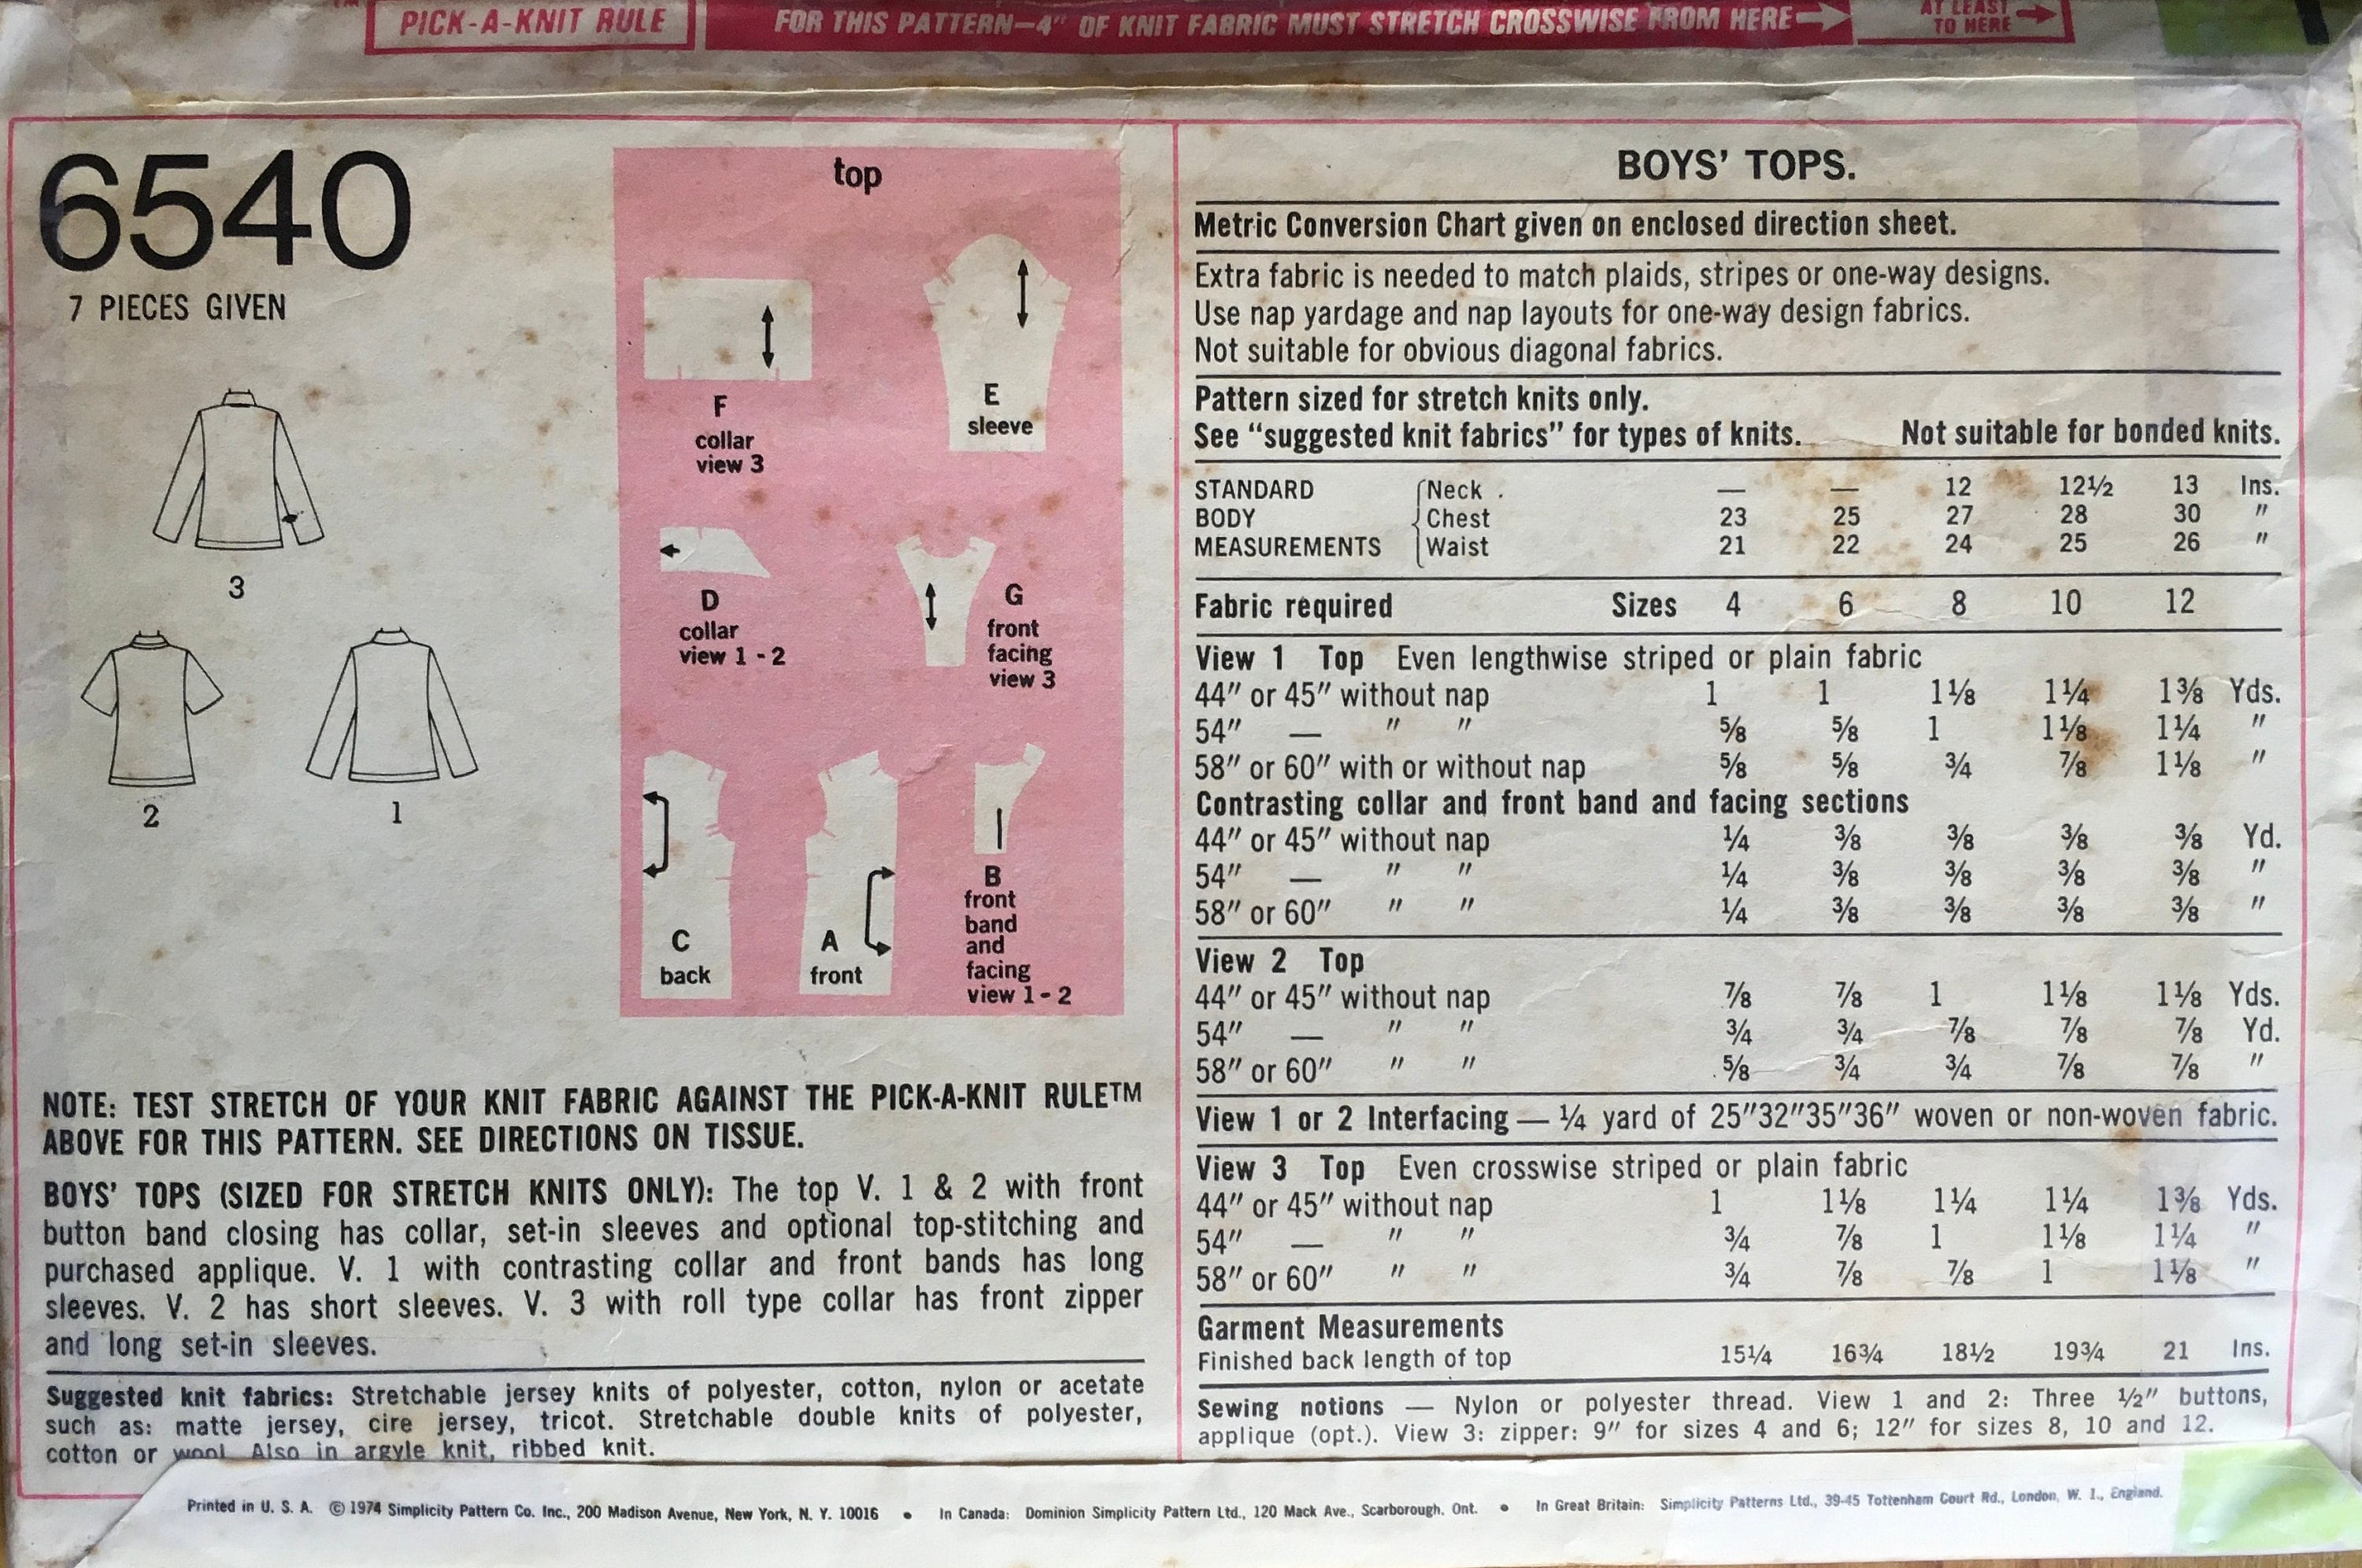 PICK-A-KNIT RULE
FOR THIS PATTERN—4″ OF KNIT FABRIC MUST STRETCH CROSSWISE FROM HERE
AT LEAST
TO HERE
6540
7 PIECES GIVEN
3
2
1
top
F
collar
view 3
E
sleeve
D
collar
view 1 - 2
G
front
facing
view 3
C
back
A
front
B
front
band
and
facing
view 1 - 2
NOTE: TEST STRETCH OF YOUR KNIT FABRIC AGAINST THE PICK-A-KNIT RULE™
ABOVE FOR THIS PATTERN. SEE DIRECTIONS ON TISSUE.
BOYS’ TOPS (SIZED FOR STRETCH KNITS ONLY): The top V. 1 & 2 with front
button band closing has collar, set-in sleeves and optional top-stitching and
purchased applique. V. 1 with contrasting collar and front bands has long
sleeves. V. 2 has short sleeves. V. 3 with roll type collar has front zipper
and long set-in sleeves.
Suggested knit fabrics: Stretchable jersey knits of polyester, cotton, nylon or acetate
such as: matte jersey, cire jersey, tricot. Stretchable double knits of polyester,
cotton or wool. Also in argyle knit, ribbed knit.
BOYS’ TOPS.
Metric Conversion Chart given on enclosed direction sheet.
Extra fabric is needed to match plaids, stripes or one-way designs.
Use nap yardage and nap layouts for one-way design fabrics.
Not suitable for obvious diagonal fabrics.
Pattern sized for stretch knits only.
See “suggested knit fabrics” for types of knits. Not suitable for bonded knits.
STANDARD Neck . — — 12 12½ 13 Ins.
BODY Chest 23 25 27 28 30 ″
MEASUREMENTS Waist 21 22 24 25 26 ″
Fabric required Sizes 4 6 8 10 12
View 1 Top Even lengthwise striped or plain fabric
44″ or 45″ without nap 1 1 1⅛ 1¼ 1⅜ Yds.
54″ — ″ ″ ⅝ ⅝ 1 1⅛ 1¼ ″
58″ or 60″ with or without nap ⅝ ⅝ ¾ ⅞ 1⅛ ″
Contrasting collar and front band and facing sections
44″ or 45″ without nap ¼ ⅜ ⅜ ⅜ ⅜ Yd.
54″ — ″ ″ ¼ ⅜ ⅜ ⅜ ⅜ ″
58″ or 60″ ″ ″ ¼ ⅜ ⅜ ⅜ ⅜ ″
View 2 Top
44″ or 45″ without nap ⅞ ⅞ 1 1⅛ 1⅛ Yds.
54″ — ″ ″ ¾ ¾ ⅞ ⅞ ⅞ Yd.
58″ or 60″ ″ ″ ⅝ ¾ ¾ ⅞ ⅞ ″
View 1 or 2 Interfacing — ¼ yard of 25″32″35″36″ woven or non-woven fabric.
View 3 Top Even crosswise striped or plain fabric
44″ or 45″ without nap 1 1⅛ 1¼ 1¼ 1⅜ Yds.
54″ — ″ ″ ¾ ⅞ 1 1⅛ 1¼ ″
58″ or 60″ ″ ″ ¾ ⅞ ⅞ 1 1⅛ ″
Garment Measurements
Finished back length of top 15¼ 16¾ 18½ 19¾ 21 Ins.
Sewing notions — Nylon or polyester thread. View 1 and 2: Three ½″ buttons,
applique (opt.). View 3: zipper: 9″ for sizes 4 and 6; 12″ for sizes 8, 10 and 12.
Printed in U. S. A. © 1974 Simplicity Pattern Co. Inc., 200 Madison Avenue, New York, N. Y. 10016 • In Canada: Dominion Simplicity Pattern Ltd., 120 Mack Ave., Scarborough, Ont. • In Great Britain: Simplicity Patterns Ltd., 39-45 Tottenham Court Rd., London, W. 1., England.